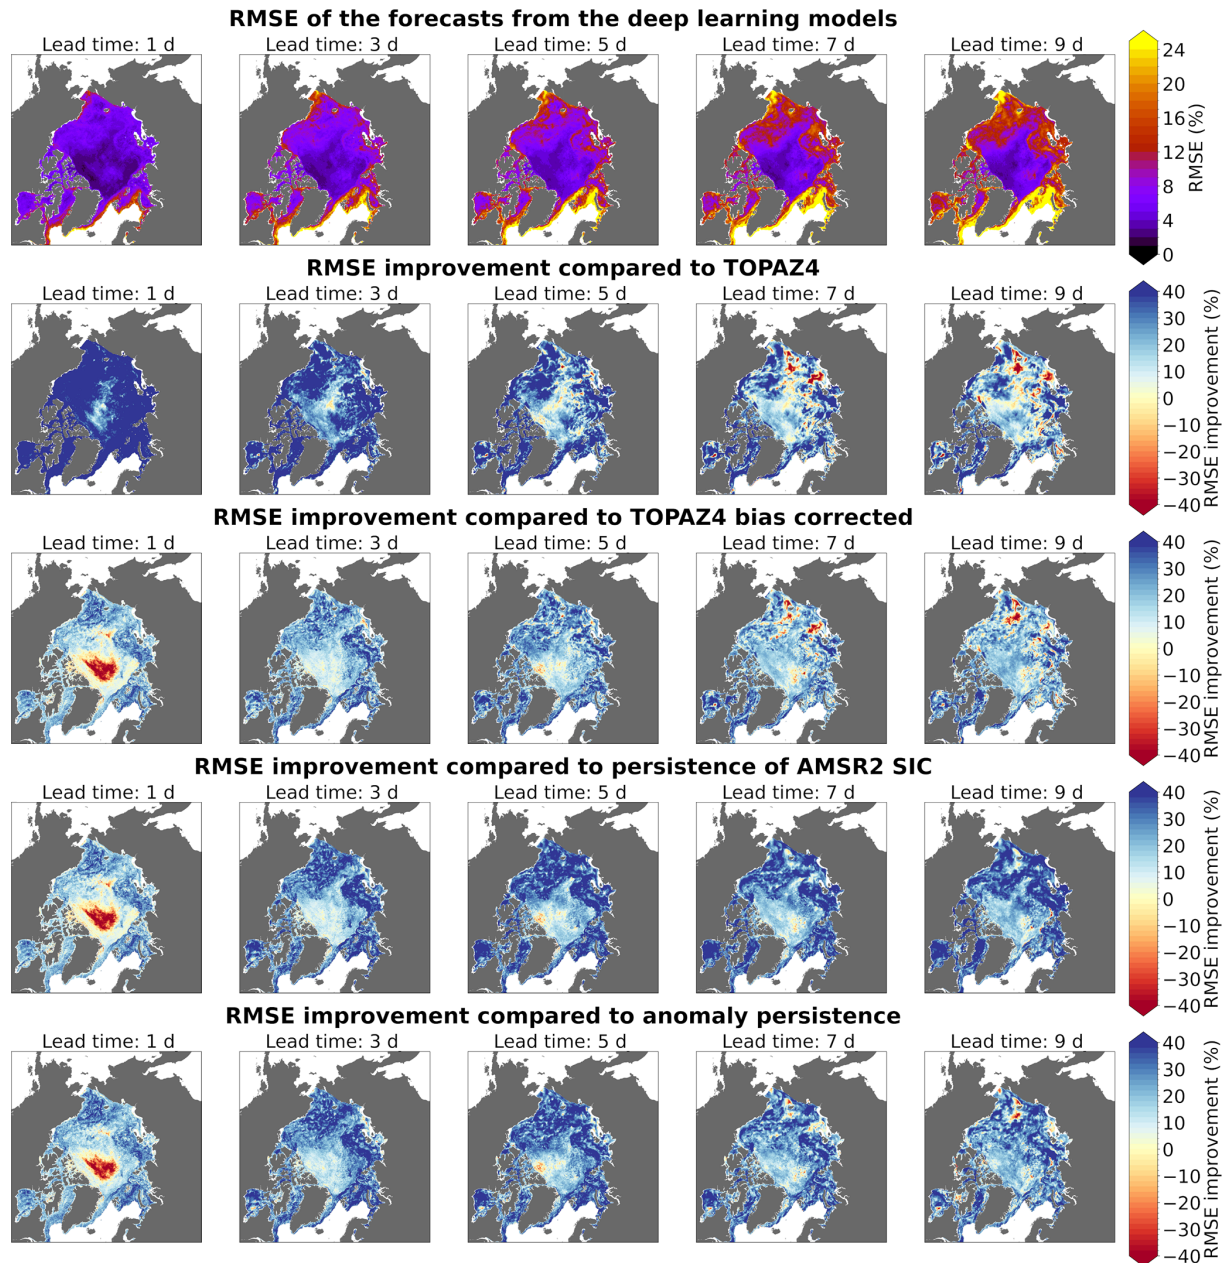 RMSE of the forecasts from the deep learning models
Lead time: 1 d Lead time: 3 d Lead time: 5 d Lead time: 7 d Lead time: 9 d
24
20
16
12
8
4
0
RMSE (%)
RMSE improvement compared to TOPAZ4
Lead time: 1 d Lead time: 3 d Lead time: 5 d Lead time: 7 d Lead time: 9 d
40
30
20
10
0
−10
−20
−30
−40
RMSE improvement (%)
RMSE improvement compared to TOPAZ4 bias corrected
Lead time: 1 d Lead time: 3 d Lead time: 5 d Lead time: 7 d Lead time: 9 d
40
30
20
10
0
−10
−20
−30
−40
RMSE improvement (%)
RMSE improvement compared to persistence of AMSR2 SIC
Lead time: 1 d Lead time: 3 d Lead time: 5 d Lead time: 7 d Lead time: 9 d
40
30
20
10
0
−10
−20
−30
−40
RMSE improvement (%)
RMSE improvement compared to anomaly persistence
Lead time: 1 d Lead time: 3 d Lead time: 5 d Lead time: 7 d Lead time: 9 d
40
30
20
10
0
−10
−20
−30
−40
RMSE improvement (%)